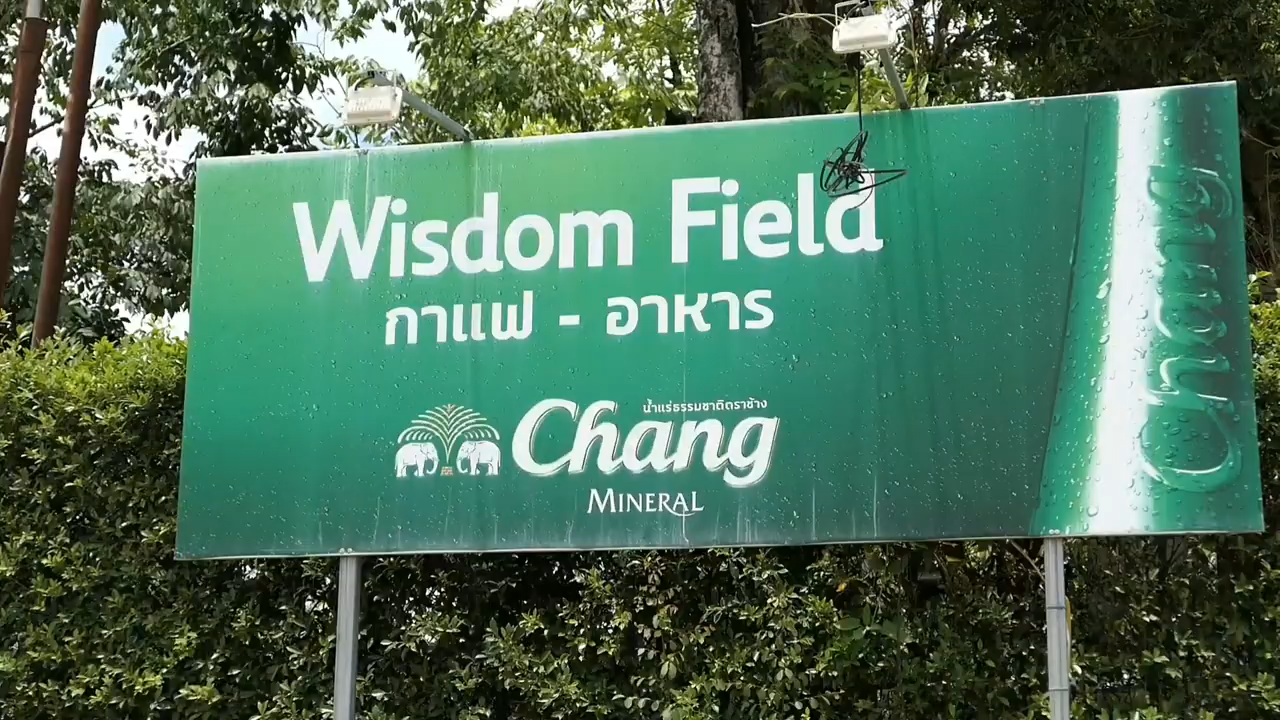 Wisdom Field
กาแฟ - อาหาร
น้ำแร่ธรรมชาติตราช้าง
Chang
MINERAL
Chang